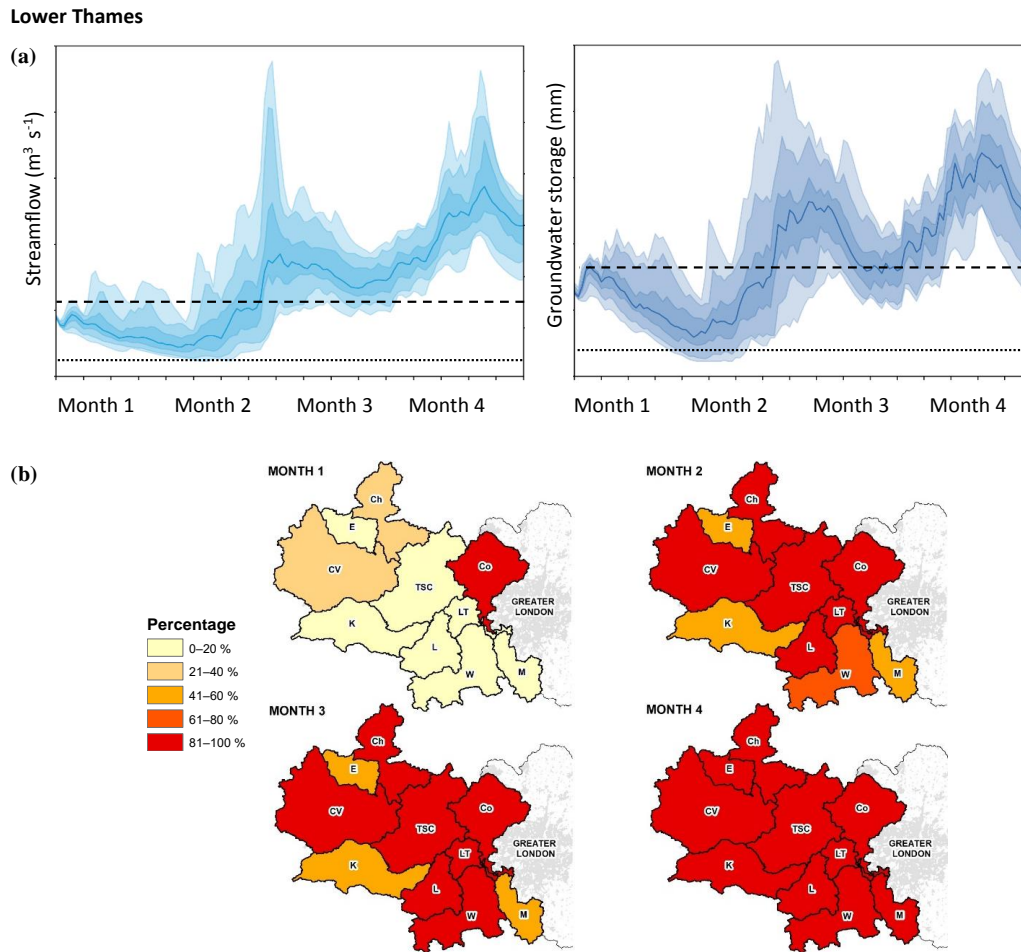 Lower Thames
(a)
Streamflow (m³ s⁻¹)
Month 1 Month 2 Month 3 Month 4
Groundwater storage (mm)
Month 1 Month 2 Month 3 Month 4
(b)
MONTH 1
Ch
E
CV
TSC
Co
LT
K
L
W
M
GREATER
LONDON
MONTH 2
Ch
E
CV
TSC
Co
LT
K
L
W
M
GREATER
LONDON
Percentage
0–20 %
21–40 %
41–60 %
61–80 %
81–100 %
MONTH 3
Ch
E
CV
TSC
Co
LT
K
L
W
M
GREATER
LONDON
MONTH 4
Ch
E
CV
TSC
Co
LT
K
L
W
M
GREATER
LONDON